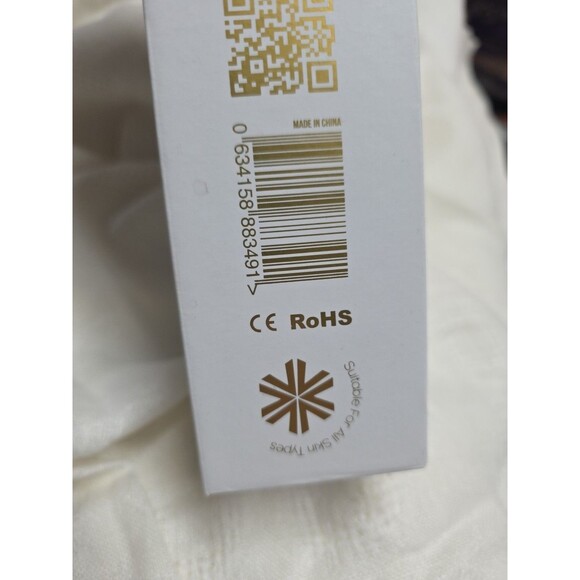 MADE IN CHINA
0 634158 883491 >
CE RoHS
Suitable For All Skin Types